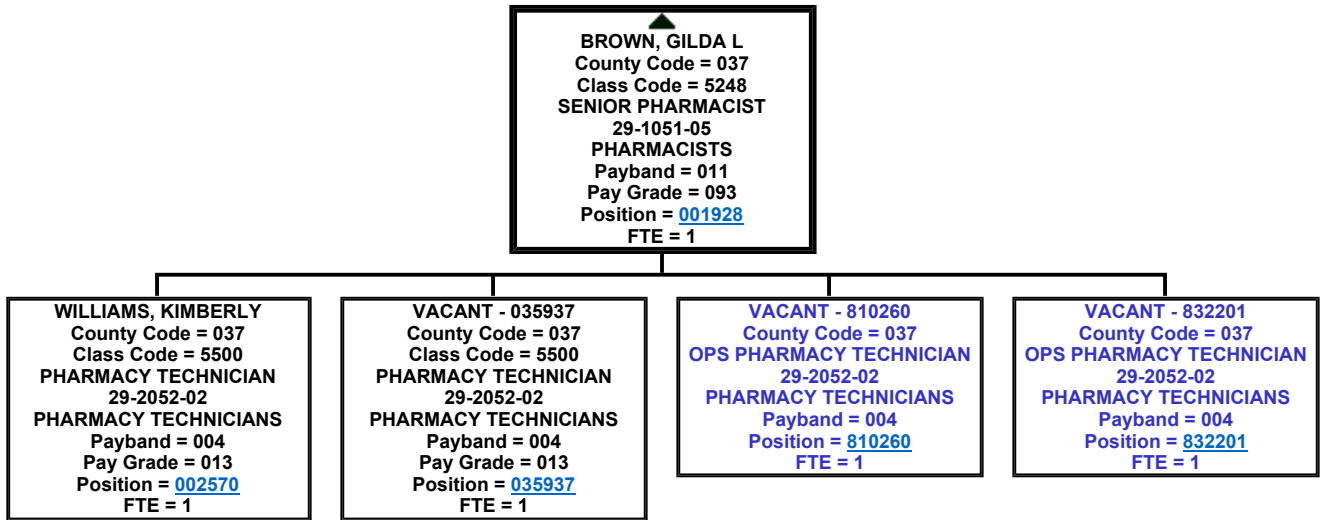 BROWN, GILDA L
County Code = 037
Class Code = 5248
SENIOR PHARMACIST
29-1051-05
PHARMACISTS
Payband = 011
Pay Grade = 093
Position = 001928
FTE = 1
WILLIAMS, KIMBERLY
County Code = 037
Class Code = 5500
PHARMACY TECHNICIAN
29-2052-02
PHARMACY TECHNICIANS
Payband = 004
Pay Grade = 013
Position = 002570
FTE = 1
VACANT - 035937
County Code = 037
Class Code = 5500
PHARMACY TECHNICIAN
29-2052-02
PHARMACY TECHNICIANS
Payband = 004
Pay Grade = 013
Position = 035937
FTE = 1
VACANT - 810260
County Code = 037
OPS PHARMACY TECHNICIAN
29-2052-02
PHARMACY TECHNICIANS
Payband = 004
Position = 810260
FTE = 1
VACANT - 832201
County Code = 037
OPS PHARMACY TECHNICIAN
29-2052-02
PHARMACY TECHNICIANS
Payband = 004
Position = 832201
FTE = 1